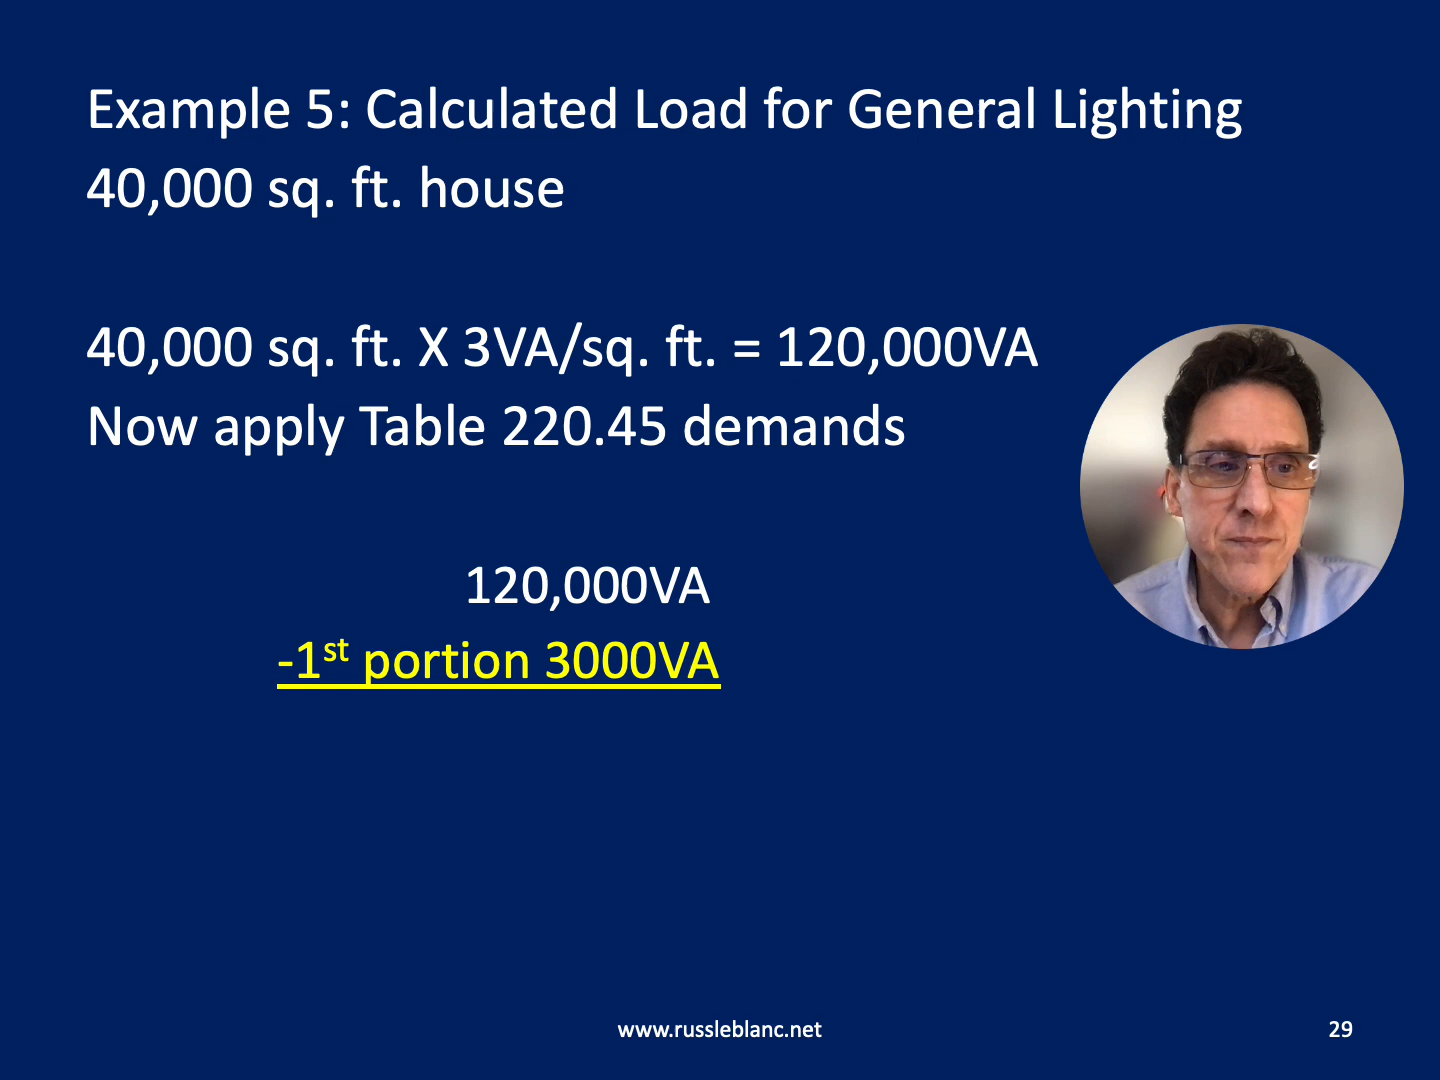 Example 5: Calculated Load for General Lighting
40,000 sq. ft. house
40,000 sq. ft. X 3VA/sq. ft. = 120,000VA
Now apply Table 220.45 demands
120,000VA
-1st portion 3000VA
www.russleblanc.net
29